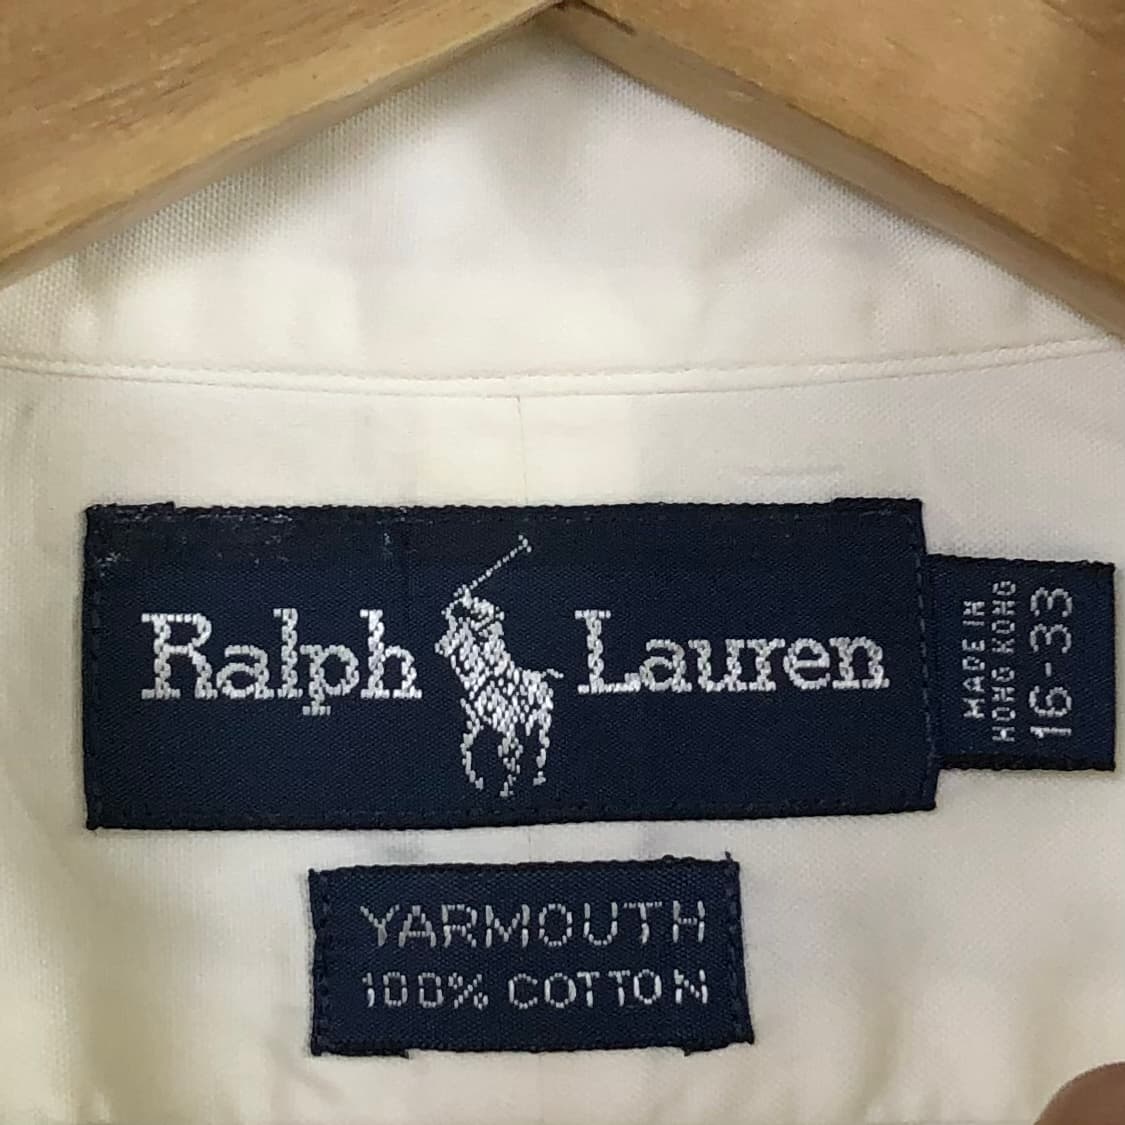 Ralph Lauren
MADE IN
HONG KONG
16-33
YARMOUTH
100% COTTON